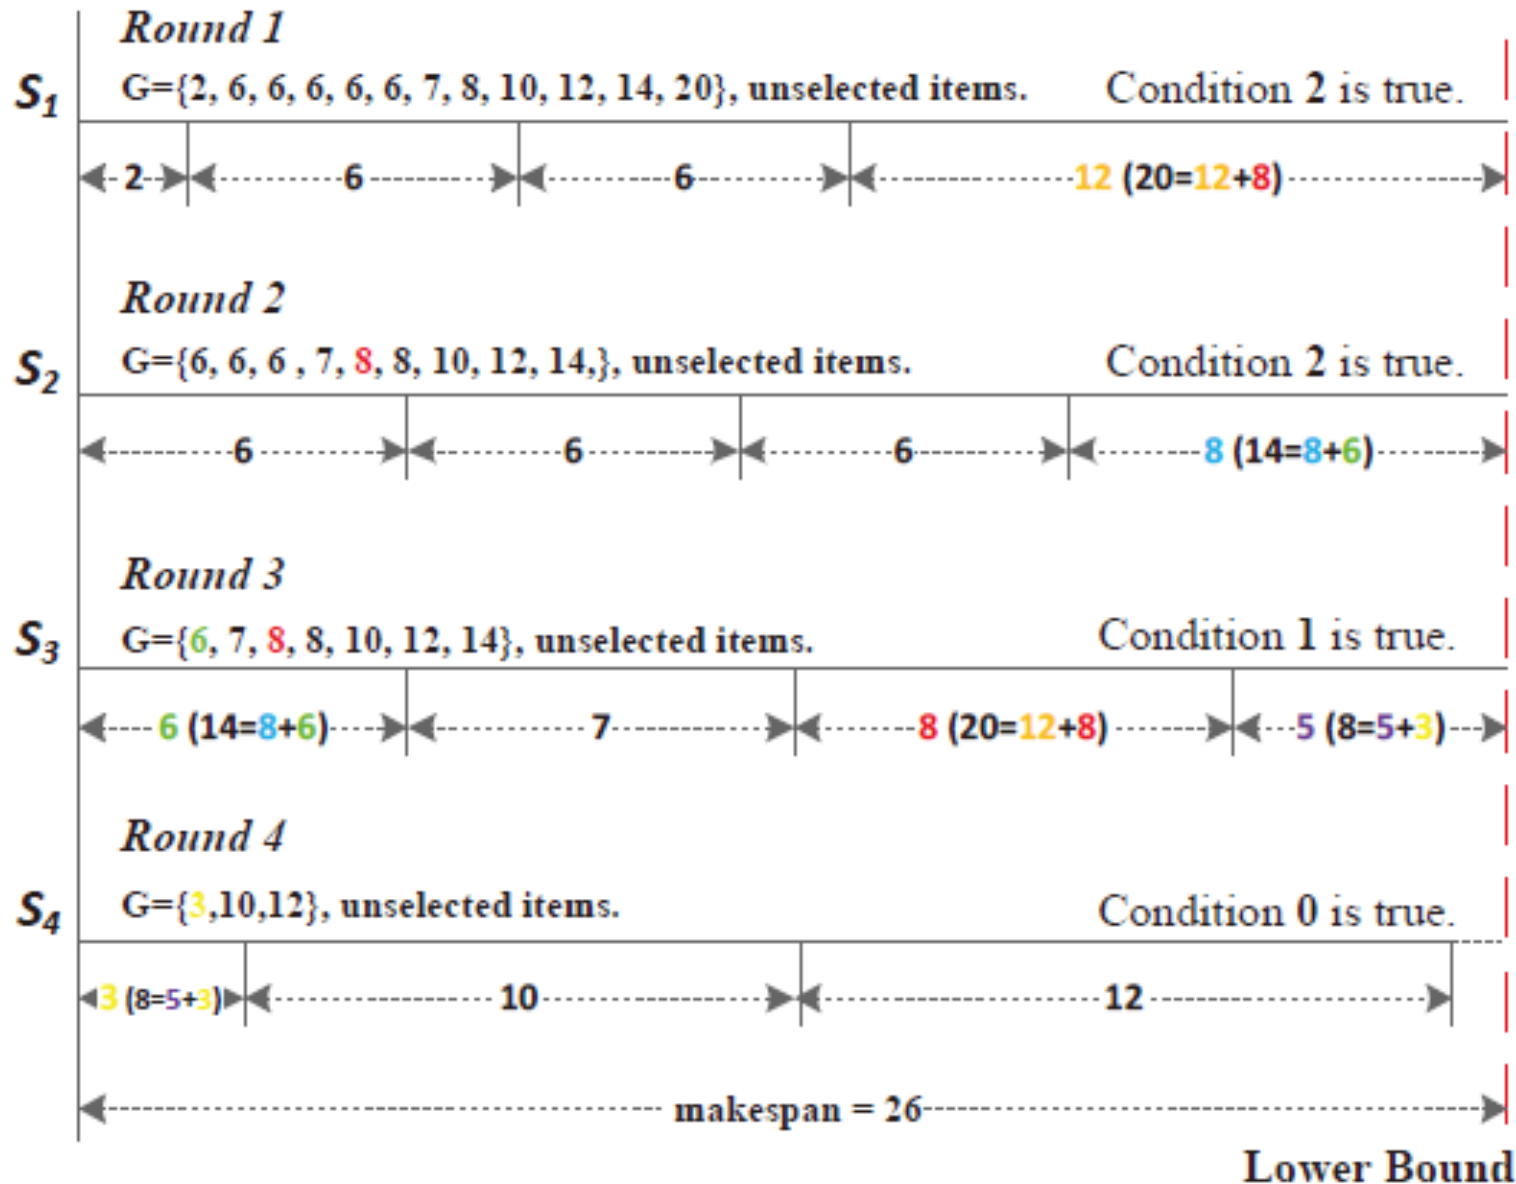 Round 1
S1 G={2, 6, 6, 6, 6, 6, 7, 8, 10, 12, 14, 20}, unselected items. Condition 2 is true.
2 6 6 12 (20=12+8)
Round 2
S2 G={6, 6, 6 , 7, 8, 8, 10, 12, 14,}, unselected items. Condition 2 is true.
6 6 6 8 (14=8+6)
Round 3
S3 G={6, 7, 8, 8, 10, 12, 14}, unselected items. Condition 1 is true.
6 (14=8+6) 7 8 (20=12+8) 5 (8=5+3)
Round 4
S4 G={3,10,12}, unselected items. Condition 0 is true.
3 (8=5+3) 10 12
makespan = 26
Lower Bound